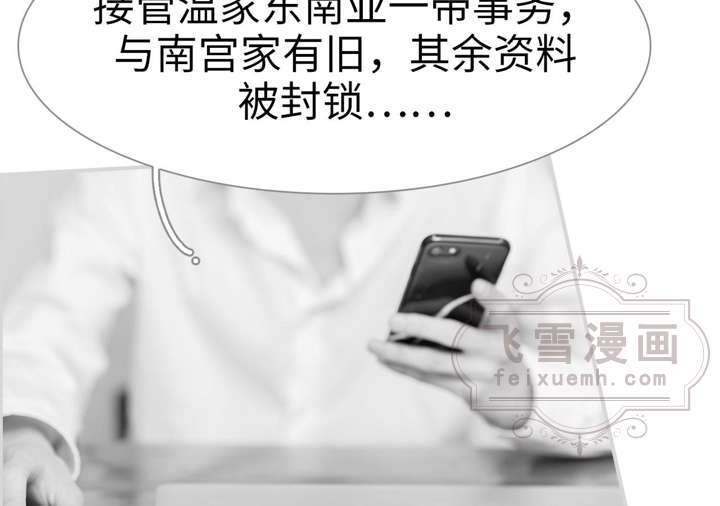 接管温家东南亚一带事务，
与南宫家有旧，其余资料
被封锁……
飞雪漫画
feixuemh.com